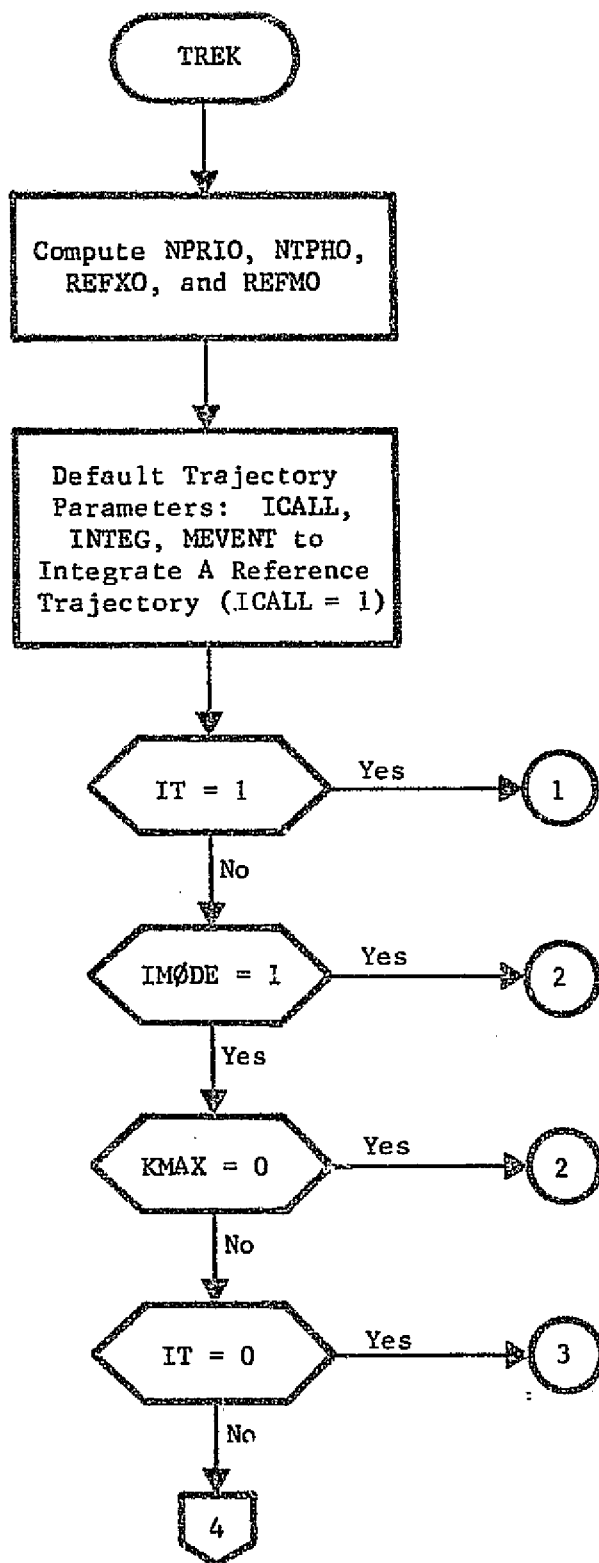 TREK
Compute NPRIO, NTPHO,
REFXO, and REFMO
Default Trajectory
Parameters: ICALL,
INTEG, MEVENT to
Integrate A Reference
Trajectory (ICALL = 1)
IT = 1
Yes
1
No
IMØDE = 1
Yes
2
Yes
KMAX = 0
Yes
2
No
IT = 0
Yes
3
No
4